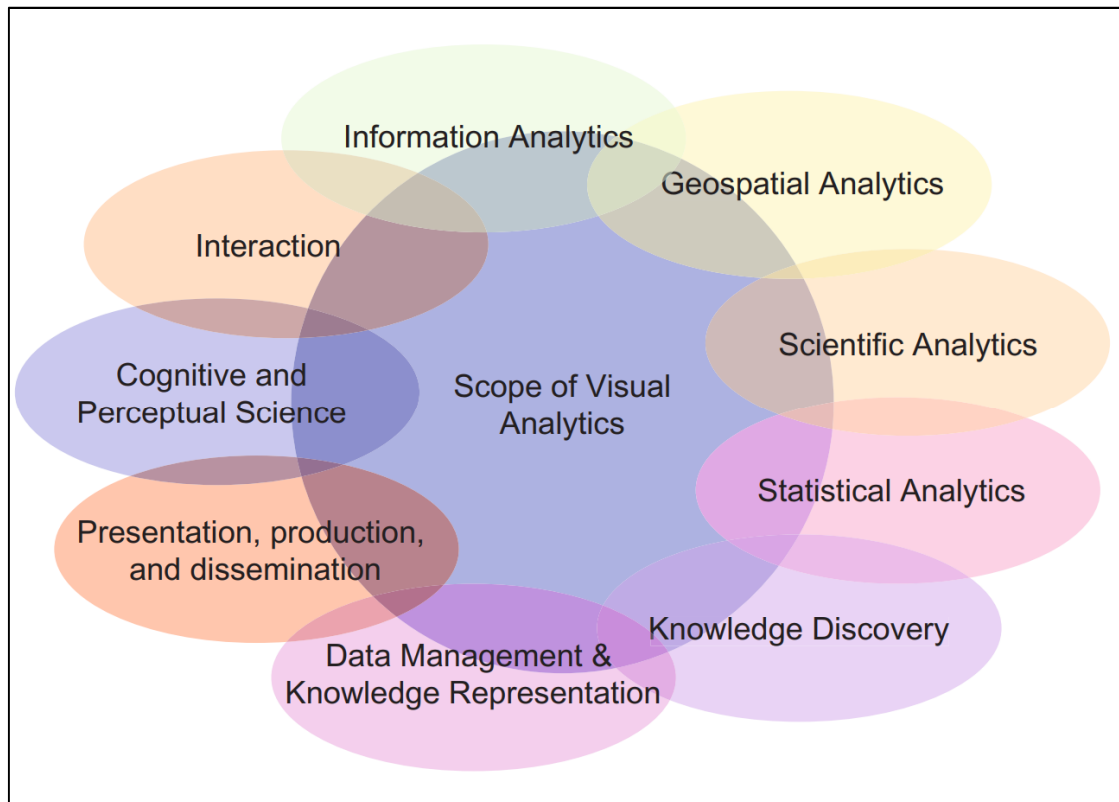 Information Analytics
Geospatial Analytics
Interaction
Scientific Analytics
Cognitive and
Perceptual Science
Scope of Visual
Analytics
Statistical Analytics
Presentation, production,
and dissemination
Knowledge Discovery
Data Management &
Knowledge Representation